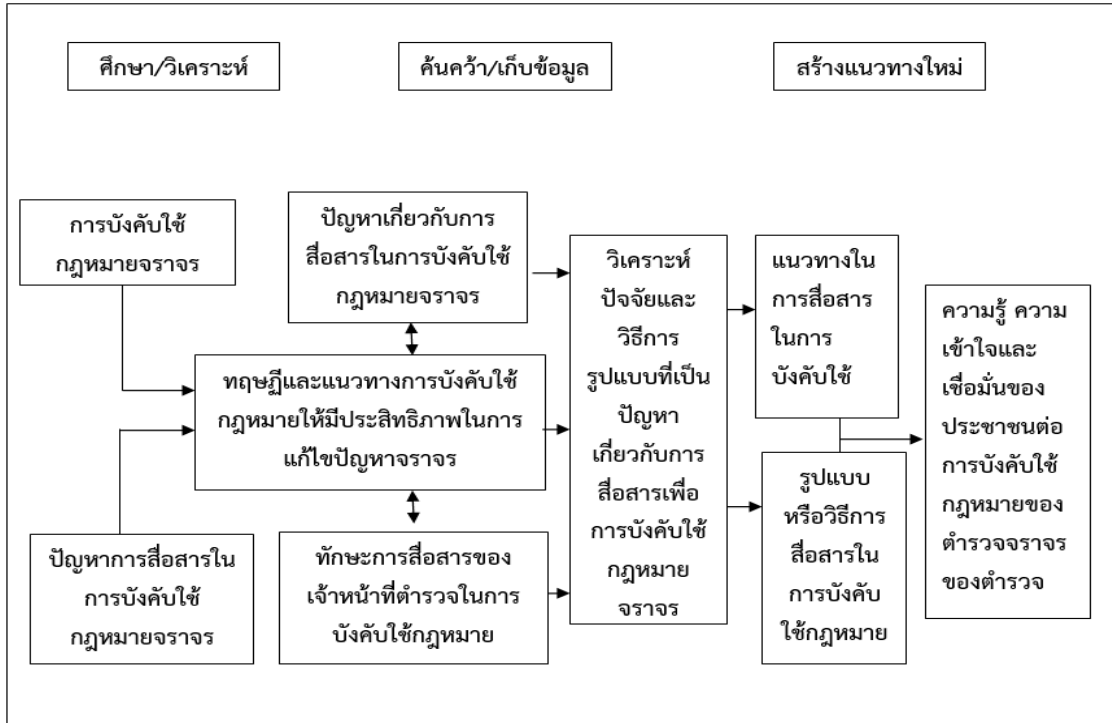 ศึกษา/วิเคราะห์
ค้นคว้า/เก็บข้อมูล
สร้างแนวทางใหม่
การบังคับใช้
กฎหมายจราจร
ปัญหาการสื่อสารใน
การบังคับใช้
กฎหมายจราจร
ปัญหาเกี่ยวกับการ
สื่อสารในการบังคับใช้
กฎหมายจราจร
ทฤษฏีและแนวทางการบังคับใช้
กฎหมายให้มีประสิทธิภาพในการ
แก้ไขปัญหาจราจร
ทักษะการสื่อสารของ
เจ้าหน้าที่ตำรวจในการ
บังคับใช้กฎหมาย
วิเคราะห์
ปัจจัยและ
วิธีการ
รูปแบบที่เป็น
ปัญหา
เกี่ยวกับการ
สื่อสารเพื่อ
การบังคับใช้
กฎหมาย
จราจร
แนวทางใน
การสื่อสาร
ในการ
บังคับใช้
รูปแบบ
หรือวิธีการ
สื่อสารใน
การบังคับ
ใช้กฎหมาย
ความรู้ ความ
เข้าใจและ
เชื่อมั่นของ
ประชาชนต่อ
การบังคับใช้
กฎหมายของ
ตำรวจจราจร
ของตำรวจ